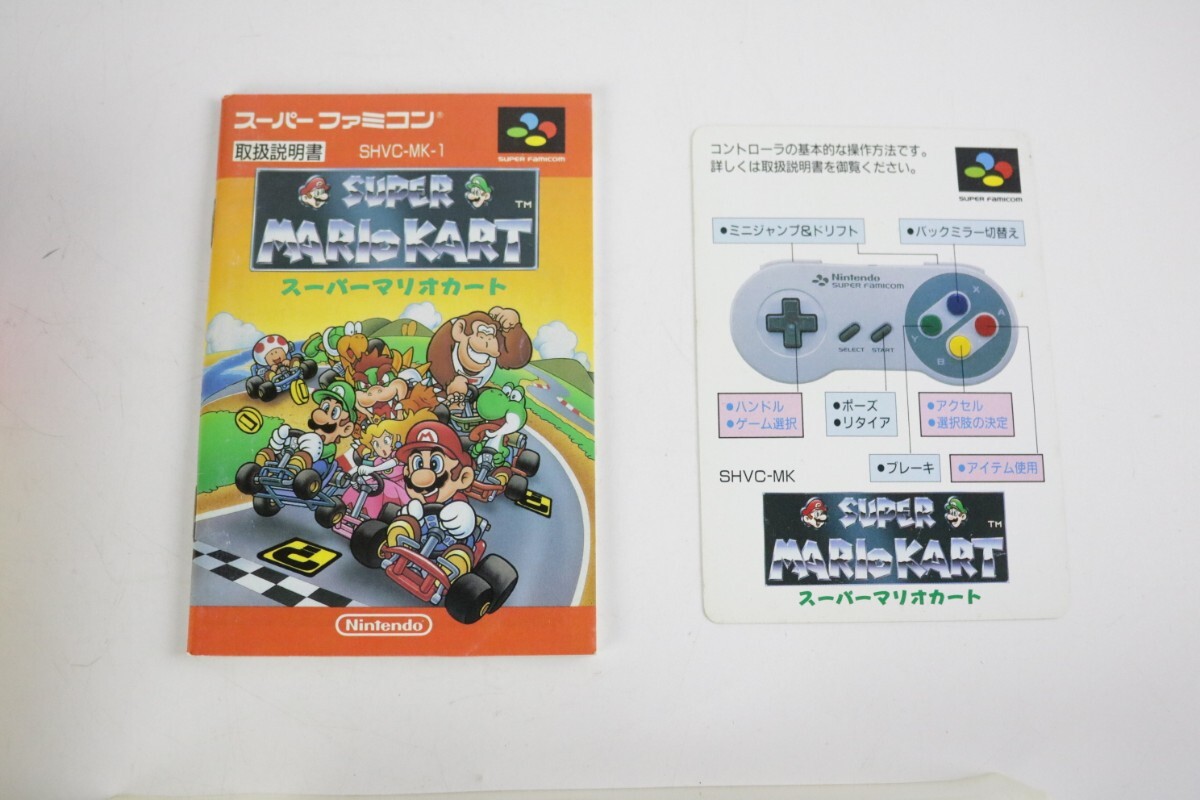 スーパーファミコン®
取扱説明書 SHVC-MK-1
SUPER FAMICOM
SUPER
MARIO KART™
スーパーマリオカート
M
Nintendo
コントローラの基本的な操作方法です。
詳しくは取扱説明書を御覧ください。
SUPER FAMICOM
●ミニジャンプ&ドリフト
●バックミラー切替え
Nintendo
SUPER FAMICOM
X
A
Y
B
SELECT START
●ハンドル
●ゲーム選択
●ポーズ
●リタイア
●アクセル
●選択肢の決定
●ブレーキ
●アイテム使用
SHVC-MK
SUPER
MARIO KART™
スーパーマリオカート